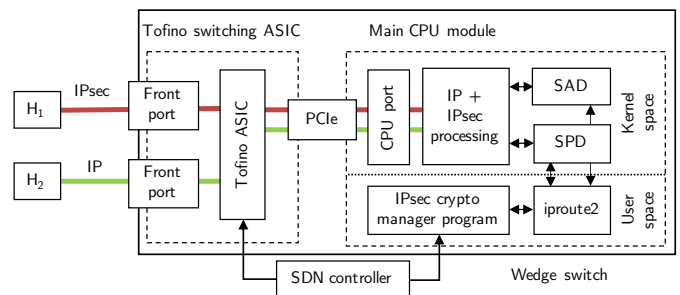 Tofino switching ASIC
Main CPU module
IPsec
H1
Front
port
Tofino ASIC
PCIe
CPU port
IP +
IPsec
processing
SAD
SPD
Kernel
space
IP
H2
Front
port
IPsec crypto
manager program
iproute2
User
space
SDN controller
Wedge switch